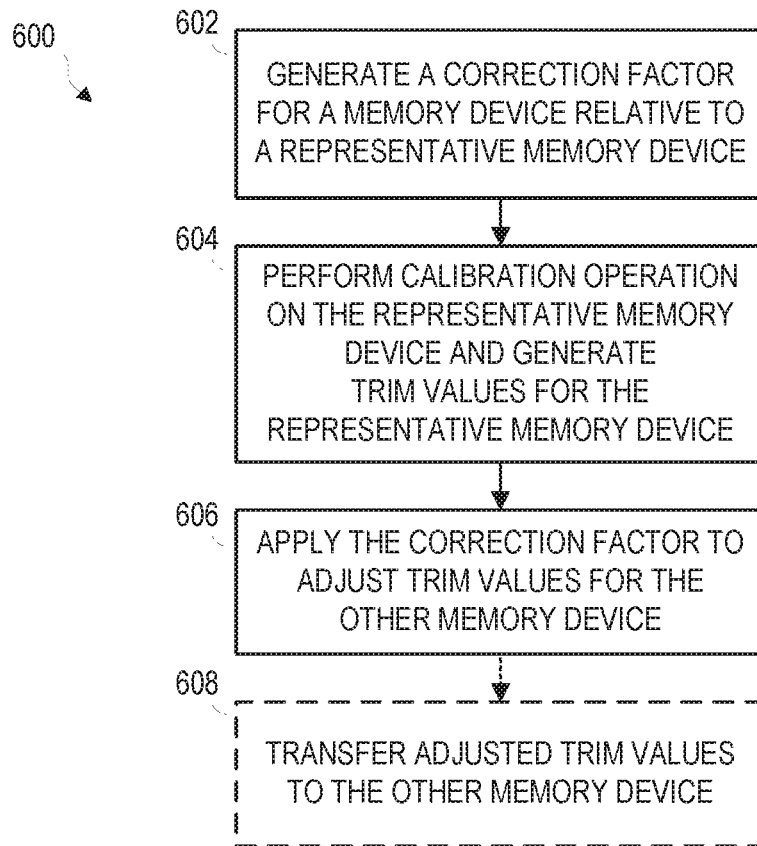 600
602
GENERATE A CORRECTION FACTOR
FOR A MEMORY DEVICE RELATIVE TO
A REPRESENTATIVE MEMORY DEVICE
604
PERFORM CALIBRATION OPERATION
ON THE REPRESENTATIVE MEMORY
DEVICE AND GENERATE
TRIM VALUES FOR THE
REPRESENTATIVE MEMORY DEVICE
606
APPLY THE CORRECTION FACTOR TO
ADJUST TRIM VALUES FOR THE
OTHER MEMORY DEVICE
608
TRANSFER ADJUSTED TRIM VALUES
TO THE OTHER MEMORY DEVICE